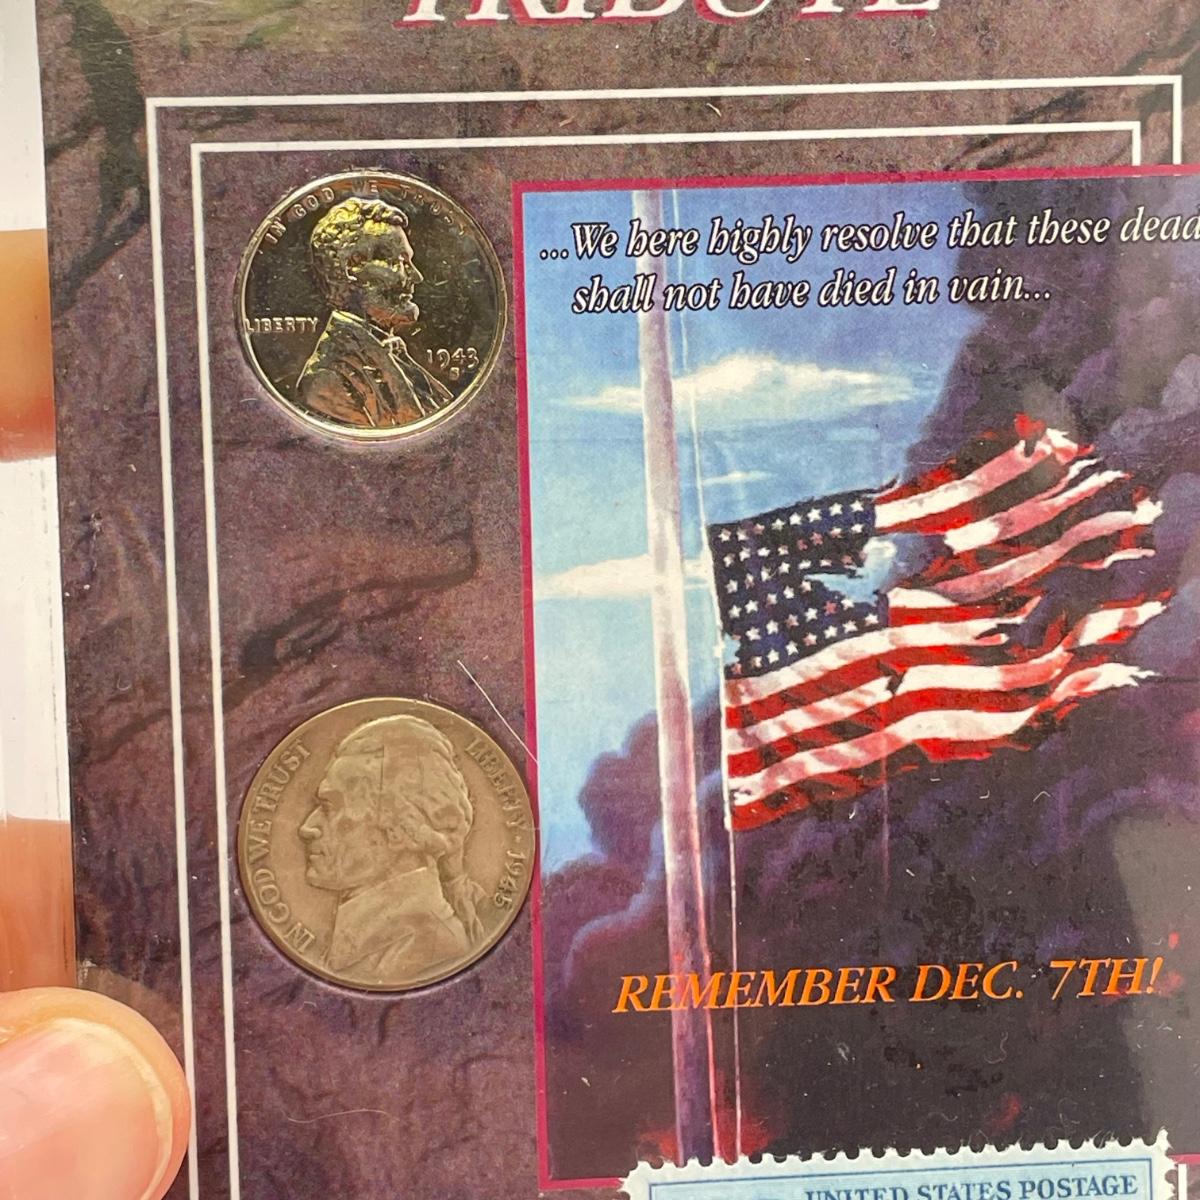 TRIBUTE
IN GOD WE TRUST
LIBERTY
1943
S
...We here highly resolve that these dead
shall not have died in vain...
IN GOD WE TRUST
LIBERTY · 1945
REMEMBER DEC. 7TH!
UNITED STATES POSTAGE